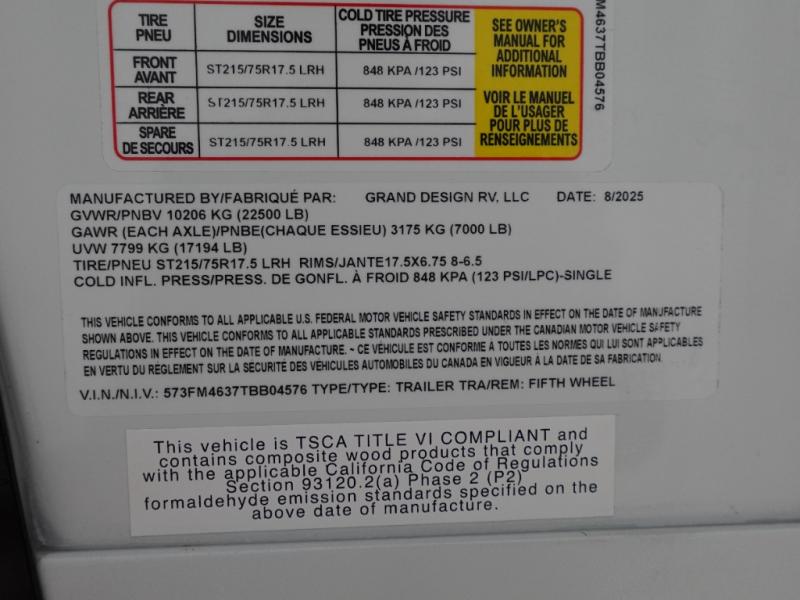 TIRE
PNEU
SIZE
DIMENSIONS
COLD TIRE PRESSURE
PRESSION DES
PNEUS À FROID
SEE OWNER'S
MANUAL FOR
ADDITIONAL
INFORMATION
FRONT
AVANT
ST215/75R17.5 LRH
848 KPA /123 PSI
REAR
ARRIÈRE
ST215/75R17.5 LRH
848 KPA /123 PSI
SPARE
DE SECOURS
ST215/75R17.5 LRH
848 KPA /123 PSI
VOIR LE MANUEL
DE L'USAGER
POUR PLUS DE
RENSEIGNEMENTS
M4637TBB04576
MANUFACTURED BY/FABRIQUÉ PAR: GRAND DESIGN RV, LLC DATE: 8/2025
GVWR/PNBV 10206 KG (22500 LB)
GAWR (EACH AXLE)/PNBE(CHAQUE ESSIEU) 3175 KG (7000 LB)
UVW 7799 KG (17194 LB)
TIRE/PNEU ST215/75R17.5 LRH RIMS/JANTE17.5X6.75 8-6.5
COLD INFL. PRESS/PRESS. DE GONFL. À FROID 848 KPA (123 PSI/LPC)-SINGLE
THIS VEHICLE CONFORMS TO ALL APPLICABLE U.S. FEDERAL MOTOR VEHICLE SAFETY STANDARDS IN EFFECT ON THE DATE OF MANUFACTURE
SHOWN ABOVE. THIS VEHICLE CONFORMS TO ALL APPLICABLE STANDARDS PRESCRIBED UNDER THE CANADIAN MOTOR VEHICLE SAFETY
REGULATIONS IN EFFECT ON THE DATE OF MANUFACTURE. ~ CE VÉHICULE EST CONFORME À TOUTES LES NORMES QUI LUI SONT APPLICABLES
EN VERTU DU RÈGLEMENT SUR LA SÉCURITÉ DES VÉHICULES AUTOMOBILES DU CANADA EN VIGUEUR À LA DATE DE SA FABRICATION.
V.I.N./N.I.V.: 573FM4637TBB04576 TYPE/TYPE: TRAILER TRA/REM: FIFTH WHEEL
This vehicle is TSCA TITLE VI COMPLIANT and
contains composite wood products that comply
with the applicable California Code of Regulations
Section 93120.2(a) Phase 2 (P2)
formaldehyde emission standards specified on the
above date of manufacture.